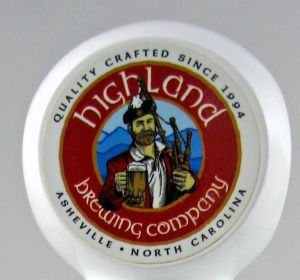 QUALITY CRAFTED SINCE 1994
highland
brewing company
ASHEVILLE • NORTH CAROLINA